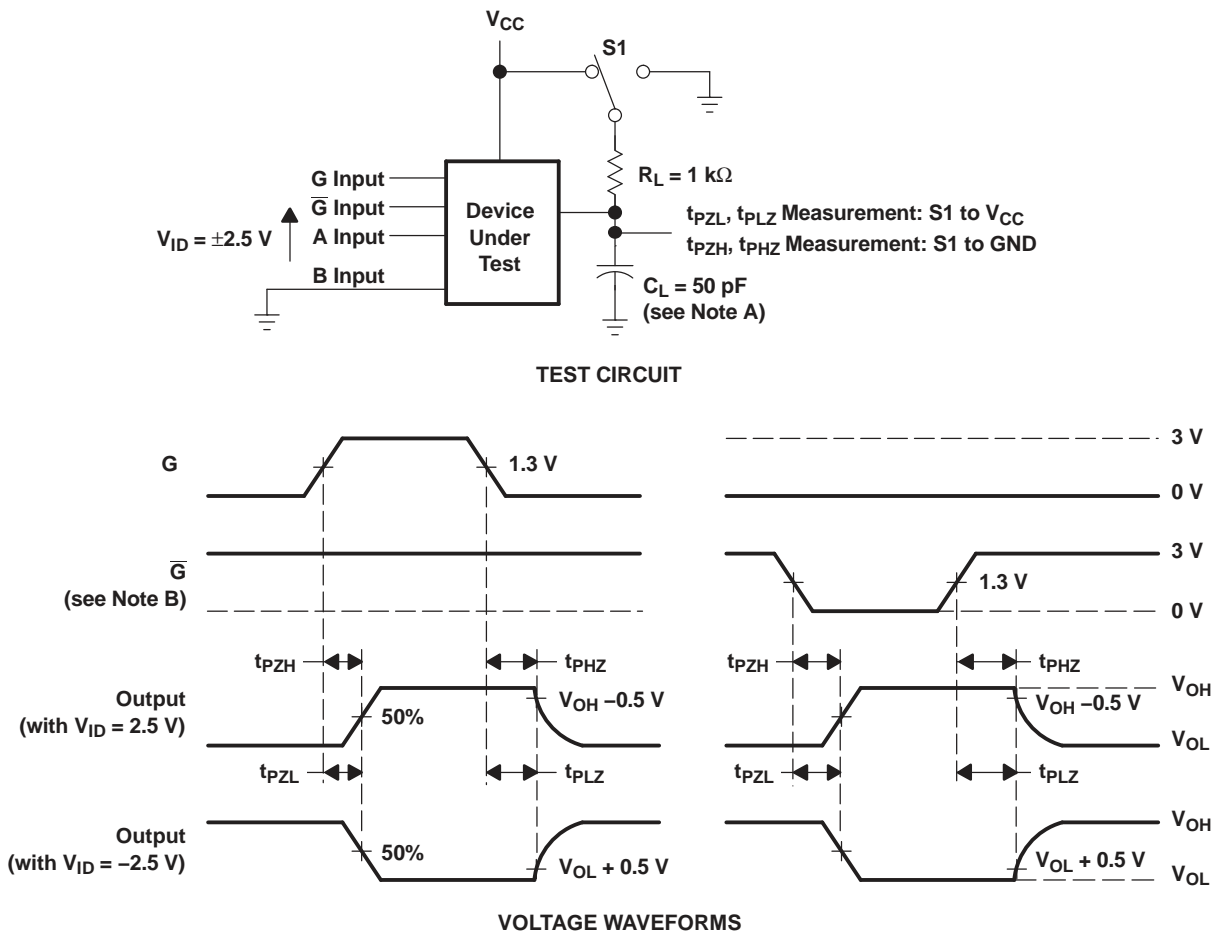 VCC
S1
G Input
G̅ Input
A Input
B Input
VID = ±2.5 V
Device
Under
Test
RL = 1 kΩ
tPZL, tPLZ Measurement: S1 to VCC
tPZH, tPHZ Measurement: S1 to GND
CL = 50 pF
(see Note A)
TEST CIRCUIT
G
1.3 V
3 V
0 V
G̅
(see Note B)
1.3 V
3 V
0 V
tPZH
tPHZ
tPZH
tPHZ
Output
(with VID = 2.5 V)
50%
VOH −0.5 V
VOH −0.5 V
VOH
VOL
tPZL
tPLZ
tPZL
tPLZ
Output
(with VID = −2.5 V)
50%
VOL + 0.5 V
VOL + 0.5 V
VOH
VOL
VOLTAGE WAVEFORMS